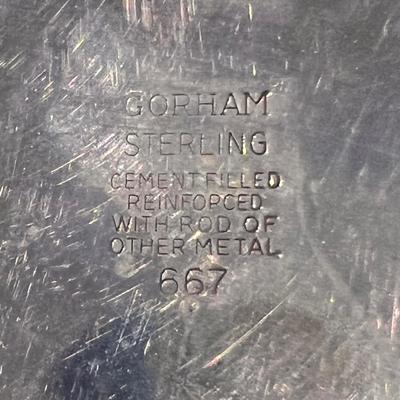 GORHAM
STERLING
CEMENT FILLED
REINFORCED
WITH ROD OF
OTHER METAL
667